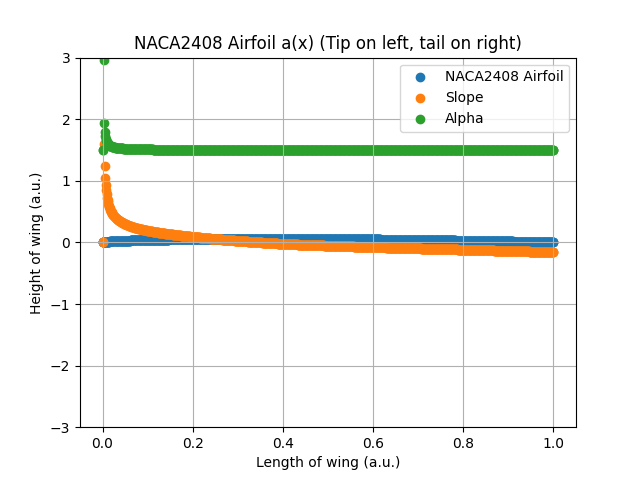 NACA2408 Airfoil a(x) (Tip on left, tail on right)
NACA2408 Airfoil
Slope
Alpha
Height of wing (a.u.)
3
2
1
0
−1
−2
−3
0.0 0.2 0.4 0.6 0.8 1.0
Length of wing (a.u.)